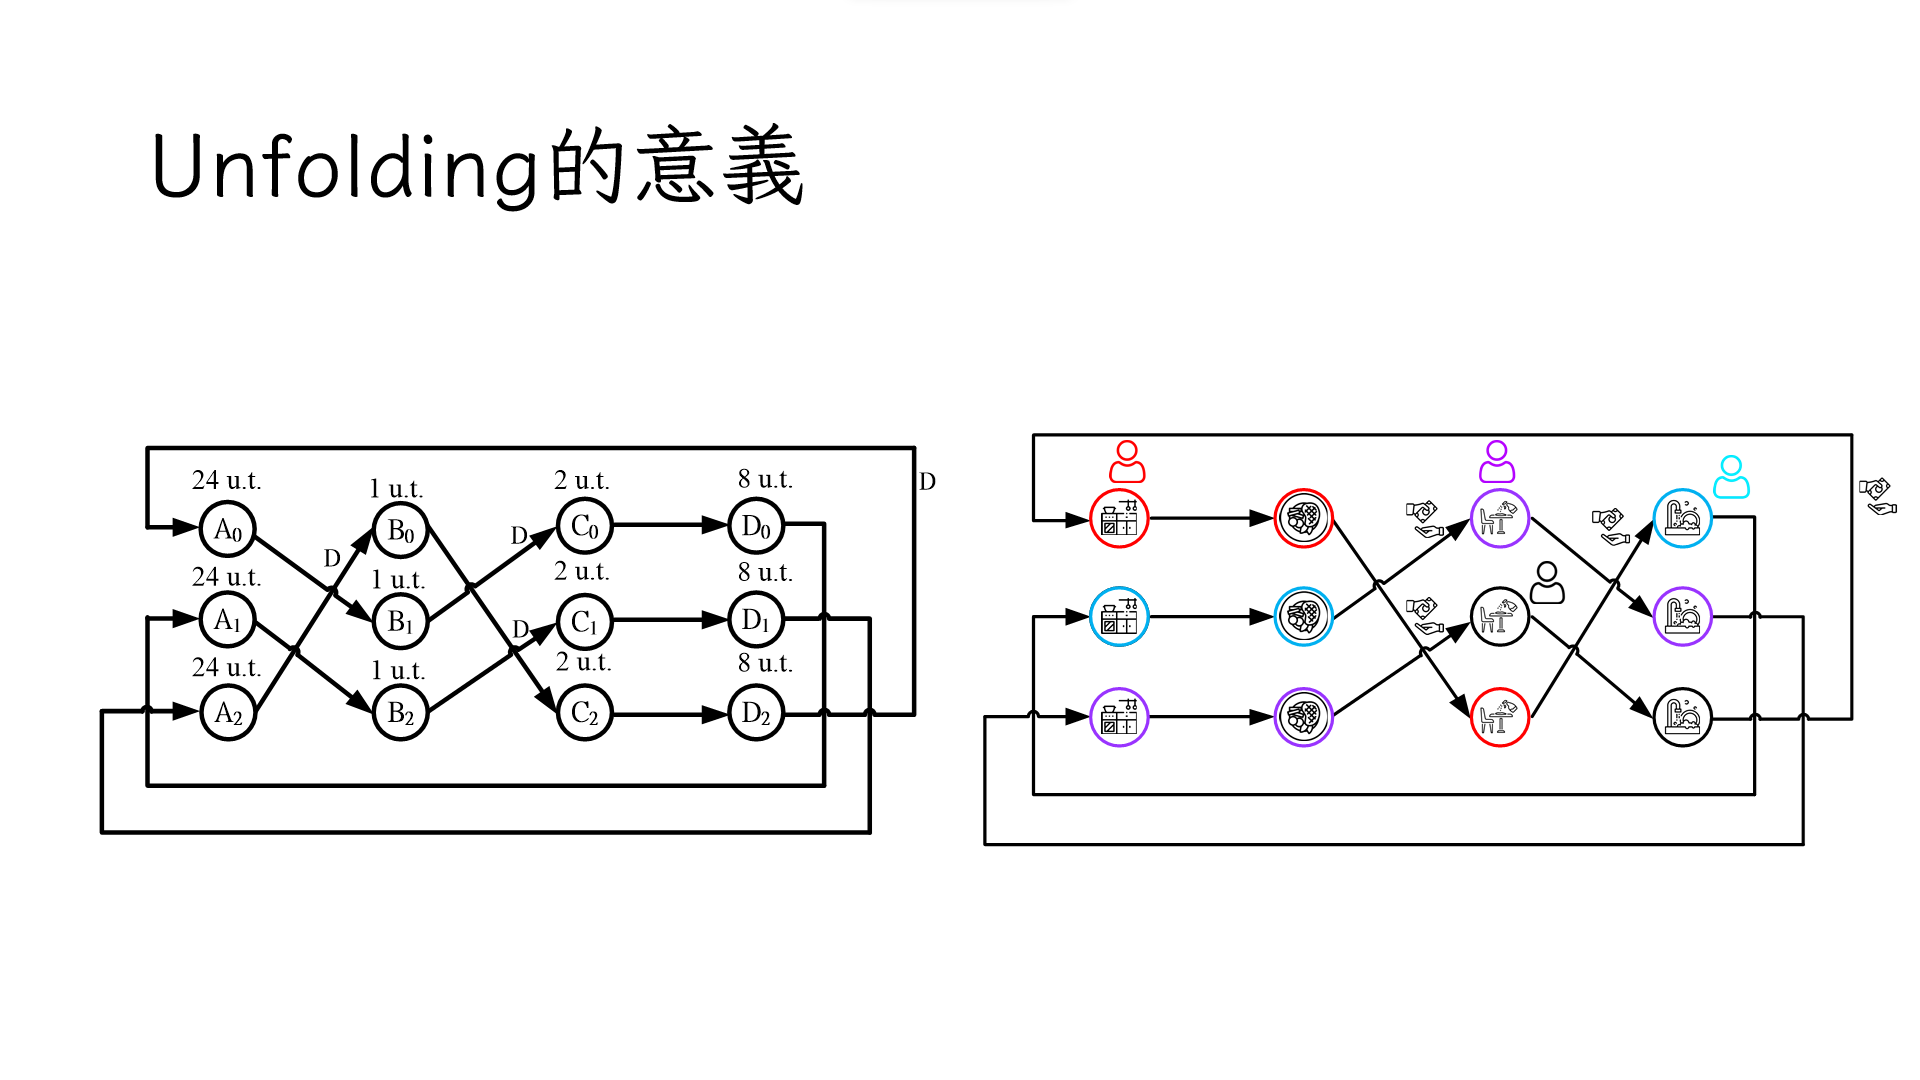 Unfolding的意義
24 u.t.
1 u.t.
2 u.t.
8 u.t.
D
A0
B0
D
C0
D0
D
24 u.t.
1 u.t.
2 u.t.
8 u.t.
A1
B1
D
C1
D1
24 u.t.
1 u.t.
2 u.t.
8 u.t.
A2
B2
C2
D2